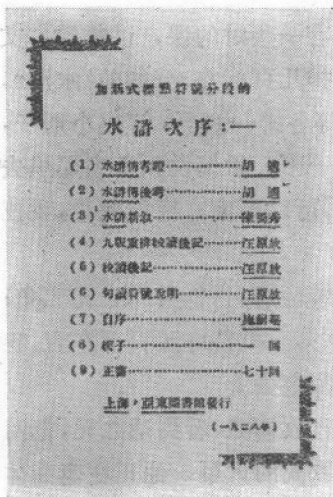 加新式標點符號分段的
水滸次序：——
(1) 水滸傳考證……………胡適
(2) 水滸傳後考……………胡適
(3) 水滸新叙……………陳獨秀
(4) 九版重排校讀後記……汪原放
(5) 校讀後記……………汪原放
(6) 句讀符號說明…………汪原放
(7) 自序……………施耐菴
(8) 楔子……………一回
(9) 正書……………七十回
上海，亞東圖書館發行
(一九二八年)